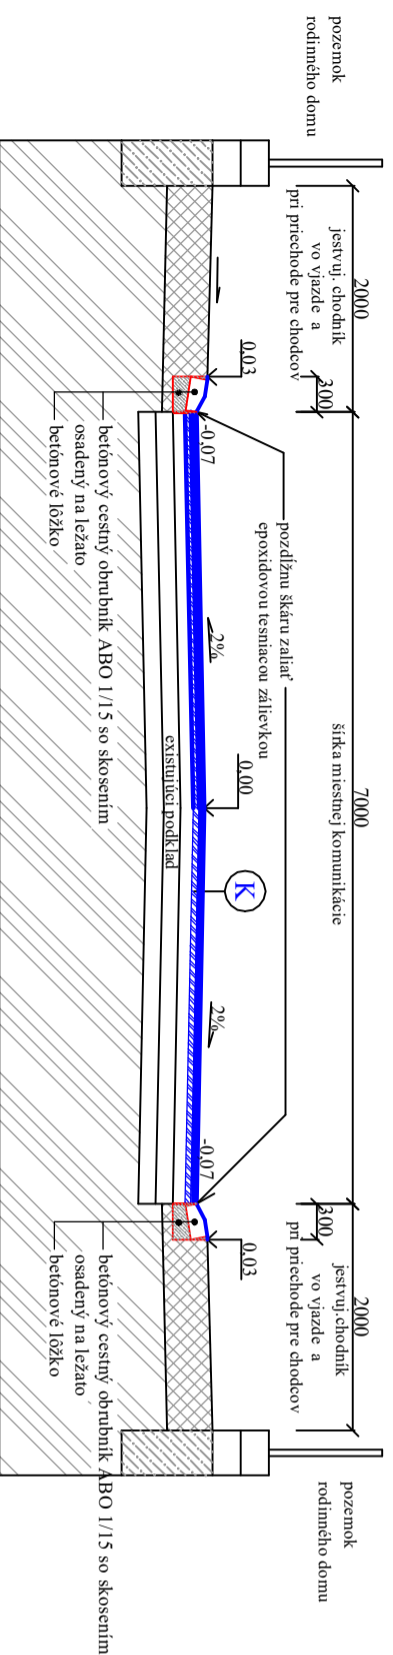 pozemok
rodinného domu
2000
jestvuj. chodník
vo vjazde a
pri priechode pre chodcov
300
0,03
-0,07
betónový cestný obrubník ABO 1/15 so skosením
osadený na ležato
betónové lôžko
pozdĺžnu škáru zaliať
epoxidovou tesniacou zálievkou
2%
7000
šírka miestnej komunikácie
0,00
existujúci podklad
K
2%
-0,07
0,03
300
2000
jestvuj.chodník
vo vjazde a
pri priechode pre chodcov
betónový cestný obrubník ABO 1/15 so skosením
osadený na ležato
betónové lôžko
pozemok
rodinného domu